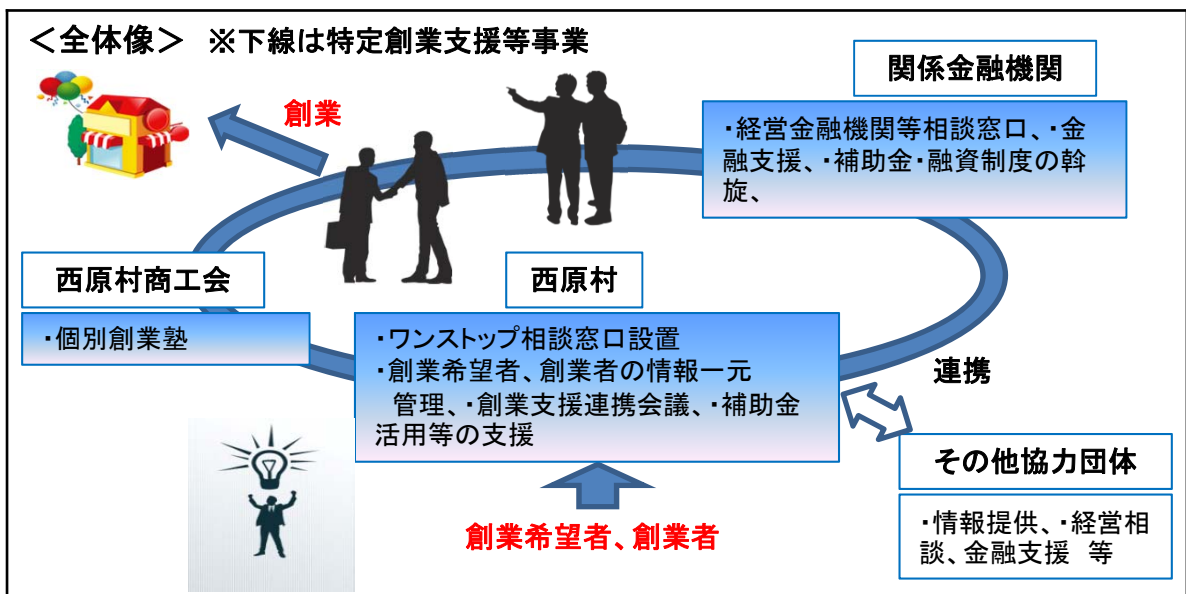 ＜全体像＞ ※下線は特定創業支援等事業
関係金融機関
・経営金融機関等相談窓口、・金
融支援、・補助金・融資制度の斡
旋、
創業
西原村商工会
・個別創業塾
西原村
・ワンストップ相談窓口設置
・創業希望者、創業者の情報一元
管理、・創業支援連携会議、・補助金
活用等の支援
連携
その他協力団体
・情報提供、・経営相
談、金融支援 等
創業希望者、創業者